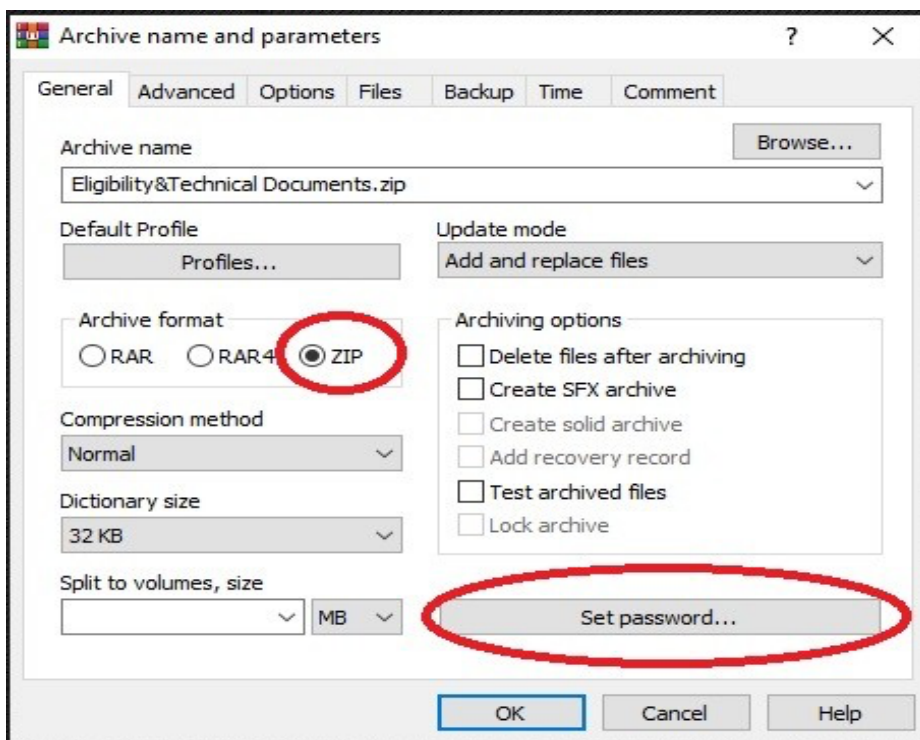 Archive name and parameters
General Advanced Options Files Backup Time Comment
Archive name
Browse...
Eligibility&Technical Documents.zip
Default Profile
Profiles...
Update mode
Add and replace files
Archive format
RAR RAR4 ZIP
Compression method
Normal
Dictionary size
32 KB
Split to volumes, size
MB
Archiving options
Delete files after archiving
Create SFX archive
Create solid archive
Add recovery record
Test archived files
Lock archive
Set password...
OK Cancel Help